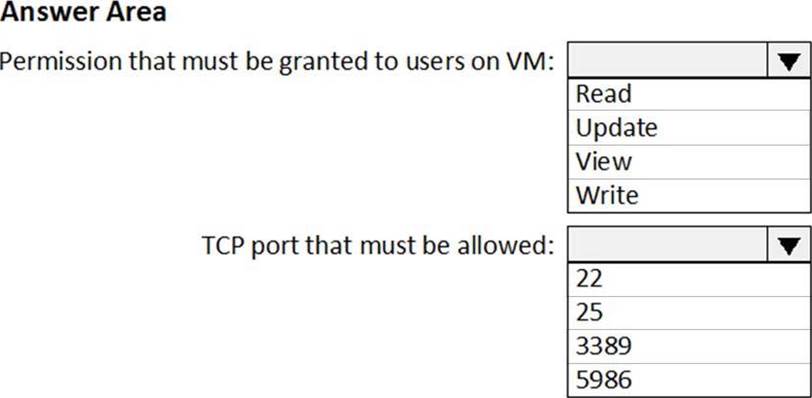 Answer Area
Permission that must be granted to users on VM:
Read
Update
View
Write
TCP port that must be allowed:
22
25
3389
5986